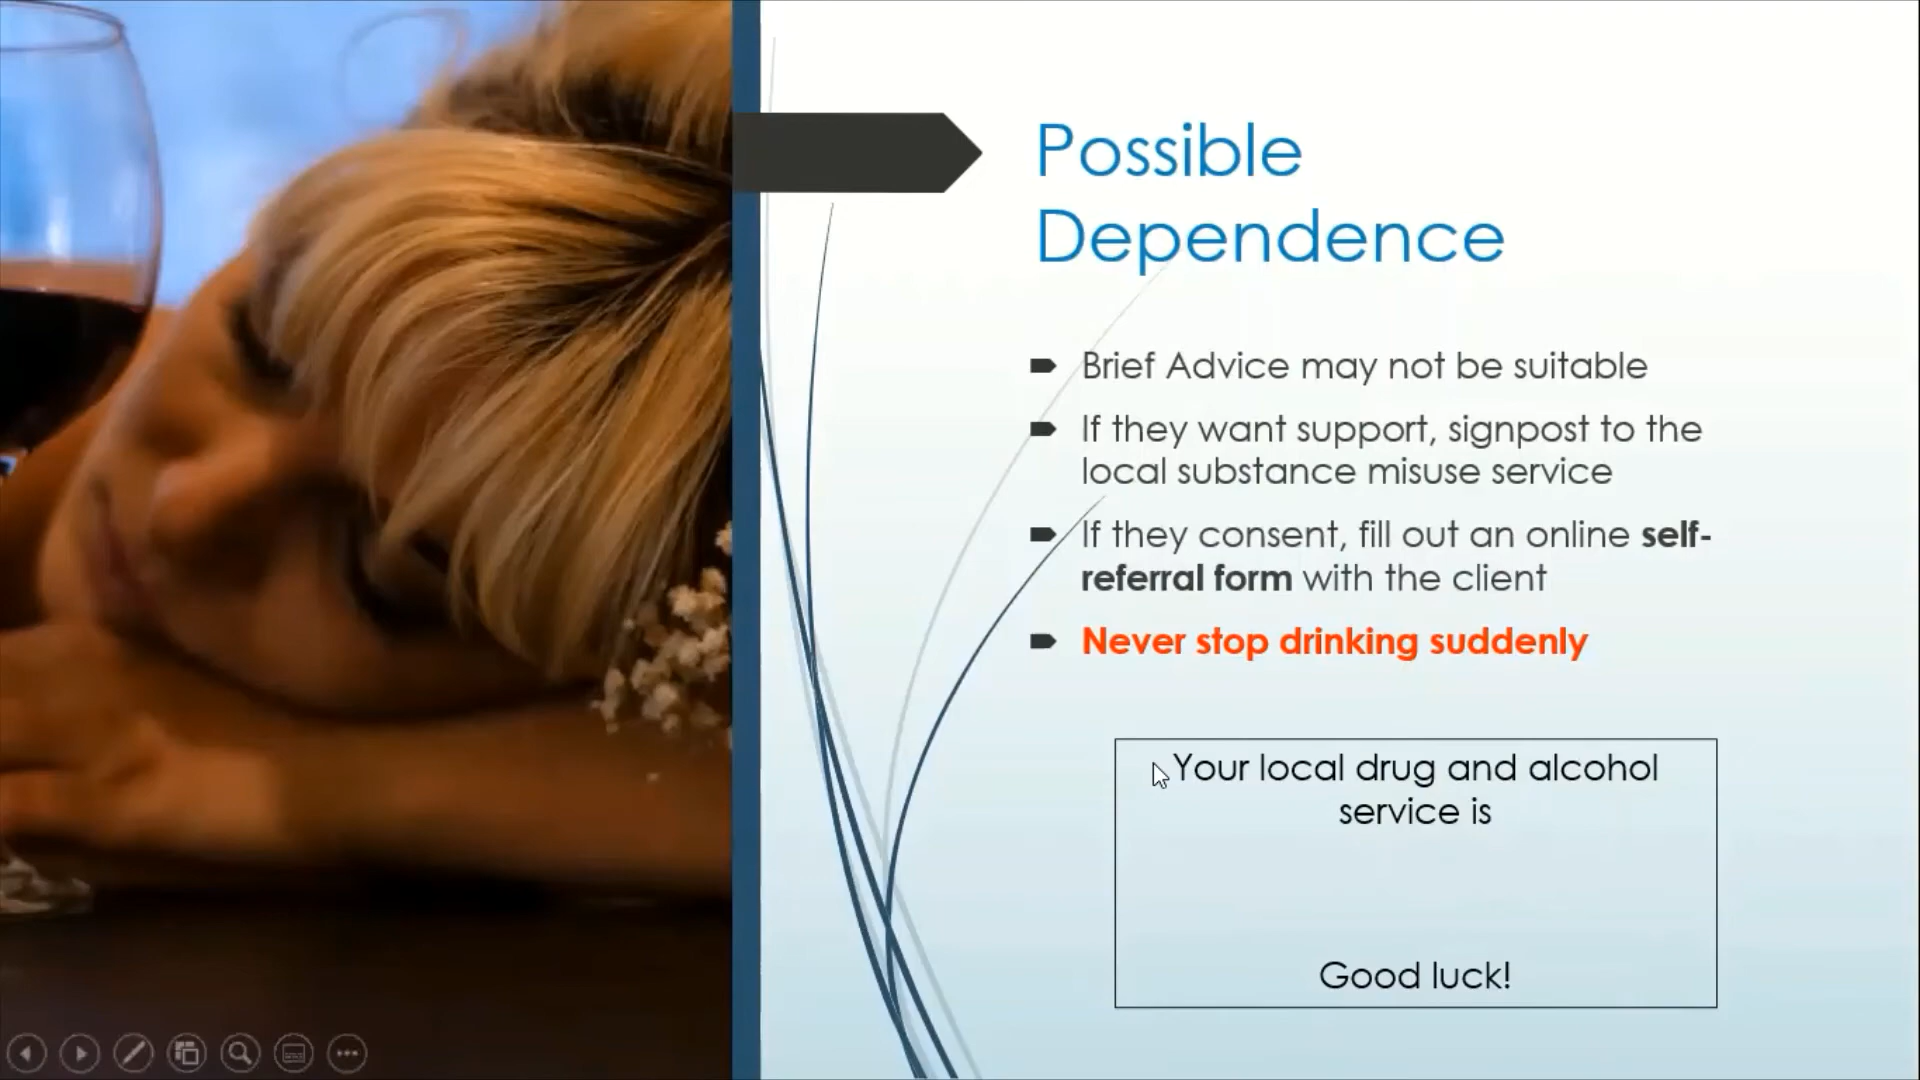 Possible
Dependence
Brief Advice may not be suitable
If they want support, signpost to the
local substance misuse service
If they consent, fill out an online self-
referral form with the client
Never stop drinking suddenly
Your local drug and alcohol
service is
Good luck!